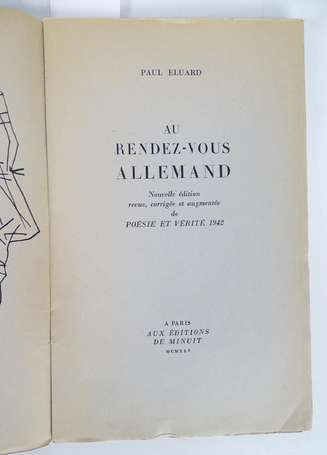 PAUL ELUARD
AU
RENDEZ-VOUS
ALLEMAND
Nouvelle édition
revue, corrigée et augmentée
de
POÉSIE ET VÉRITÉ 1942
A PARIS
AUX ÉDITIONS
DE MINUIT
MCMXLV